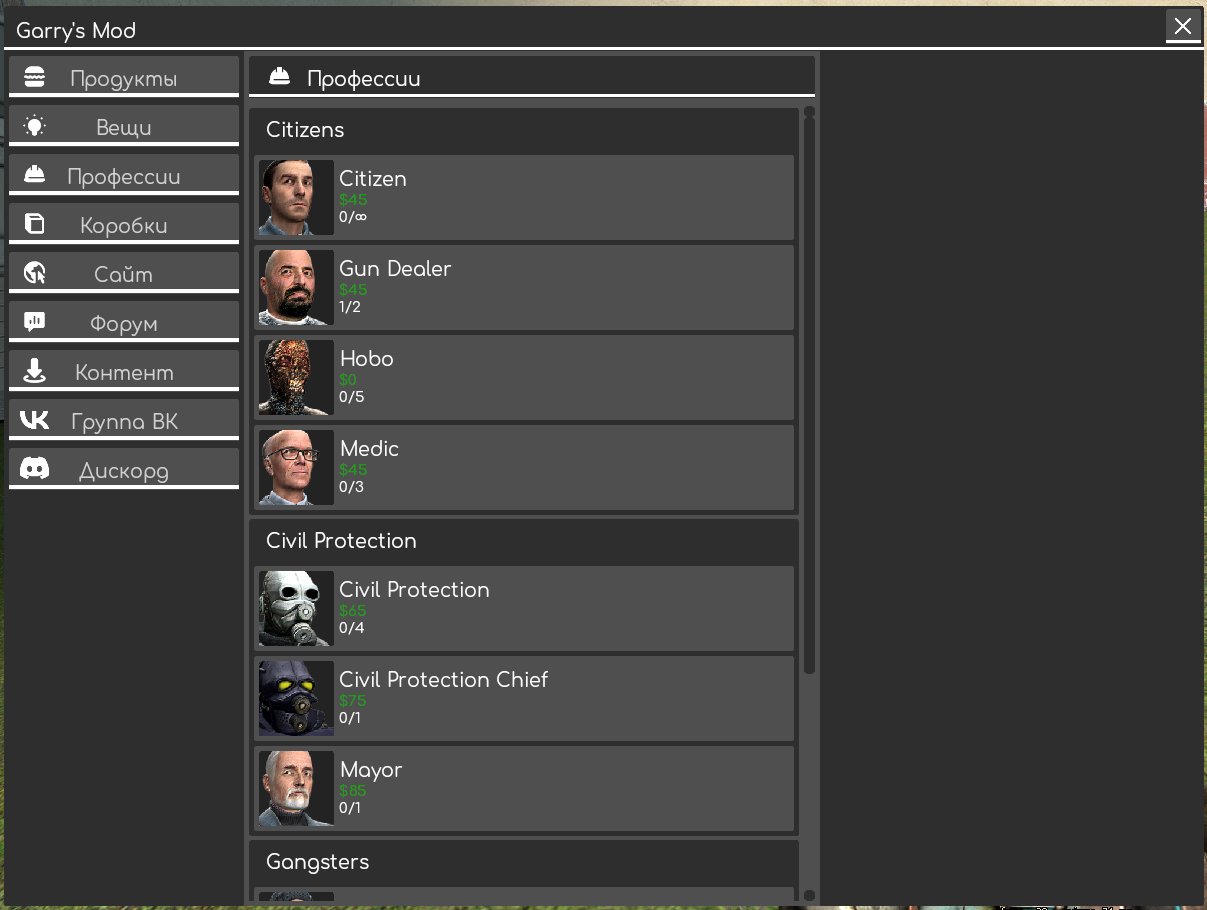 Garry's Mod
Продукты
Вещи
Профессии
Коробки
Сайт
Форум
Контент
Группа ВК
Дискорд
Профессии
Citizens
Citizen
$45
0/∞
Gun Dealer
$45
1/2
Hobo
$0
0/5
Medic
$45
0/3
Civil Protection
Civil Protection
$65
0/4
Civil Protection Chief
$75
0/1
Mayor
$85
0/1
Gangsters